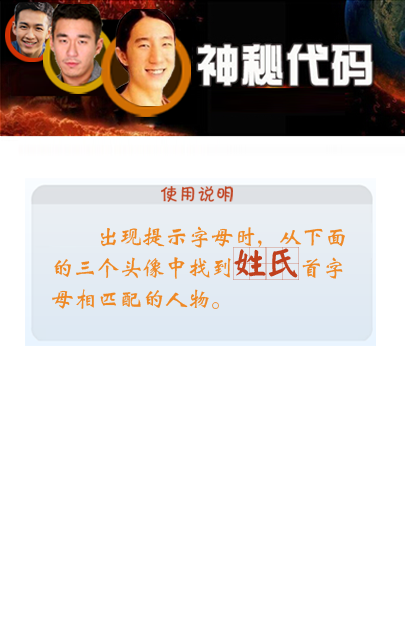 神秘代码
使用说明
出现提示字母时，从下面
的三个头像中找到姓氏首字
母相匹配的人物。